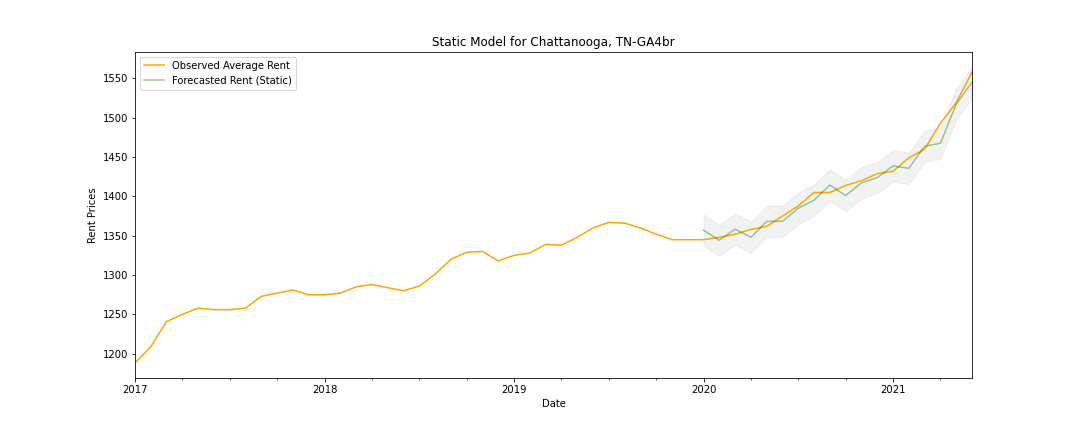 Static Model for Chattanooga, TN-GA4br
Observed Average Rent
Forecasted Rent (Static)
1550
1500
1450
1400
1350
1300
1250
1200
Rent Prices
2017 2018 2019 2020 2021
Date